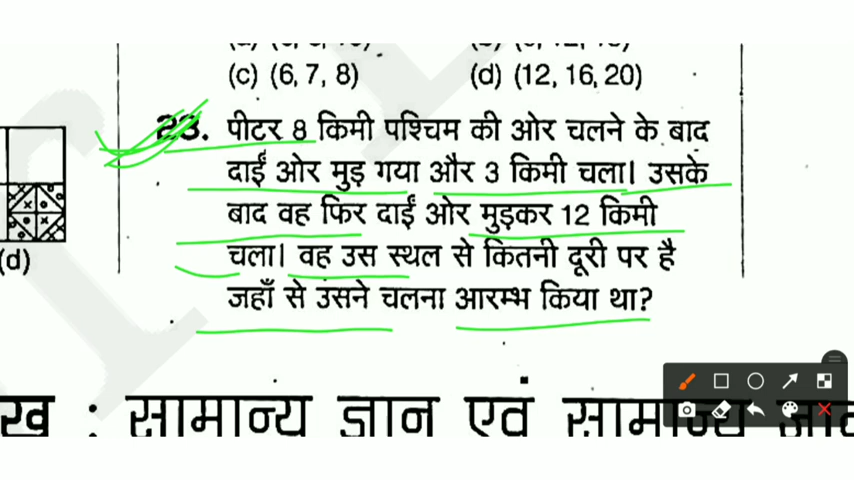 (c) (6, 7, 8) (d) (12, 16, 20)
23. पीटर 8 किमी पश्चिम की ओर चलने के बाद
दाईं ओर मुड़ गया और 3 किमी चला। उसके
बाद वह फिर दाईं ओर मुड़कर 12 किमी
चला। वह उस स्थल से कितनी दूरी पर है
जहाँ से उसने चलना आरम्भ किया था?
(d)
ख : सामान्य ज्ञान एवं सामान्य